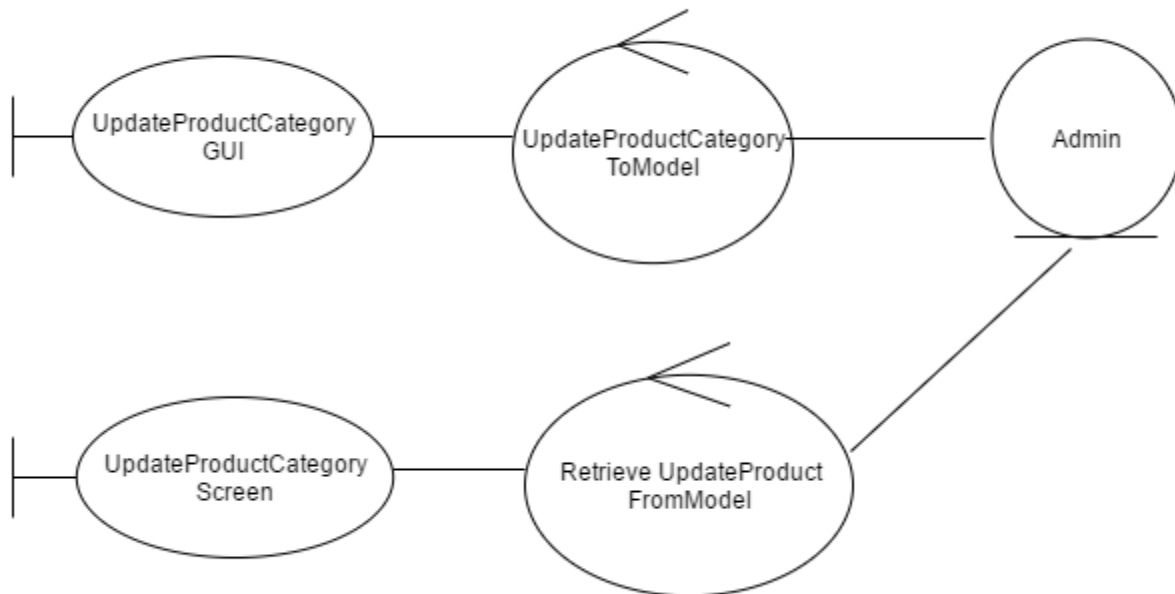 UpdateProductCategory
GUI
UpdateProductCategory
ToModel
Admin
UpdateProductCategory
Screen
Retrieve UpdateProduct
FromModel